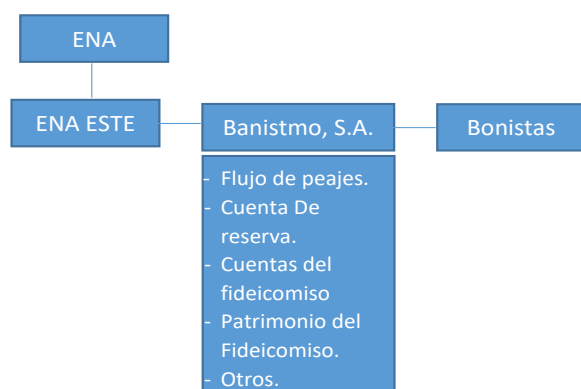 ENA
ENA ESTE
Banistmo, S.A.
Bonistas
- Flujo de peajes.
- Cuenta De
reserva.
- Cuentas del
fideicomiso
- Patrimonio del
Fideicomiso.
- Otros.